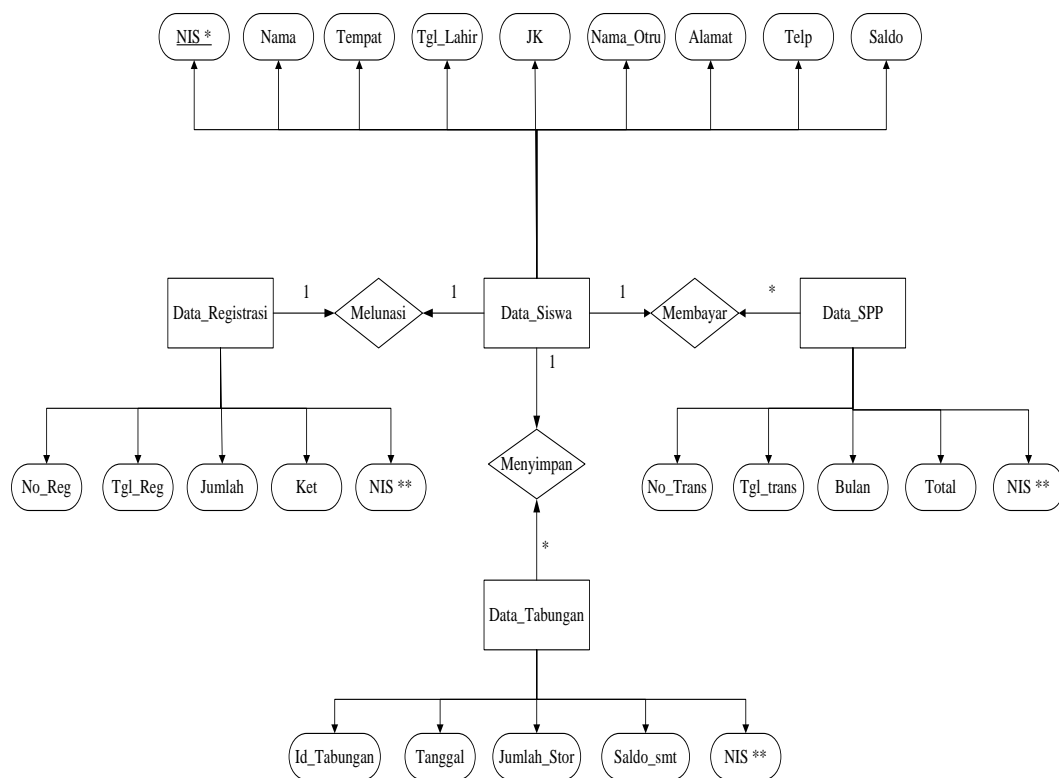 NIS * Nama Tempat Tgl_Lahir JK Nama_Otru Alamat Telp Saldo
1 1 1 *
Data_Registrasi Melunasi Data_Siswa Membayar Data_SPP
1
Menyimpan
No_Reg Tgl_Reg Jumlah Ket NIS ** No_Trans Tgl_trans Bulan Total NIS **
*
Data_Tabungan
Id_Tabungan Tanggal Jumlah_Stor Saldo_smt NIS **